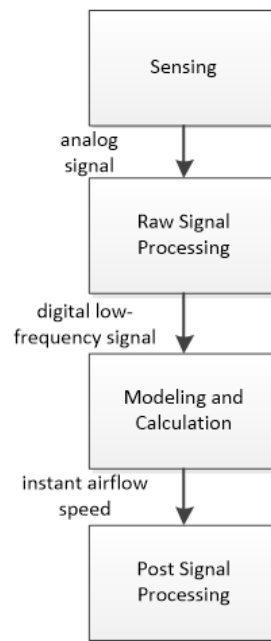 Sensing
analog
signal
Raw Signal
Processing
digital low-
frequency signal
Modeling and
Calculation
instant airflow
speed
Post Signal
Processing